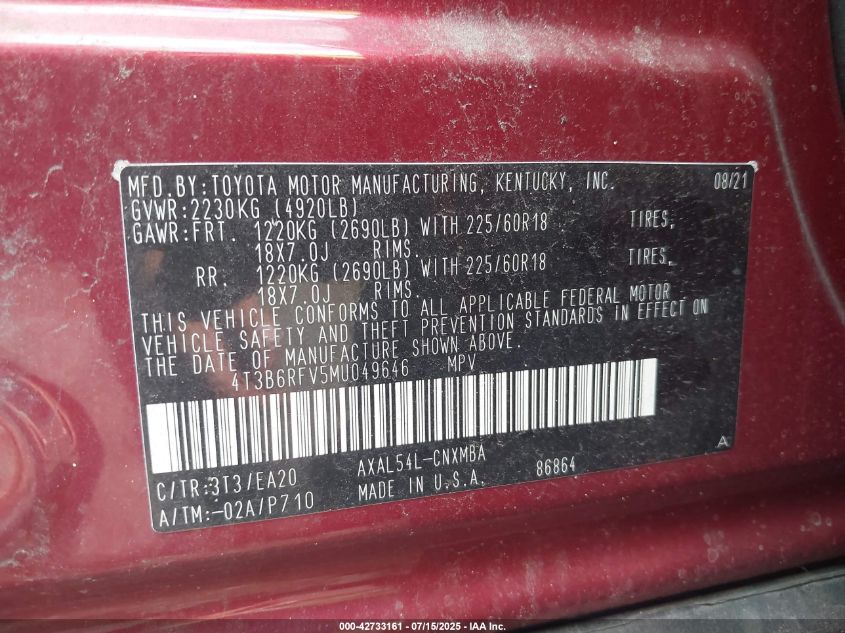 MFD.BY:TOYOTA MOTOR MANUFACTURING, KENTUCKY, INC. 08/21
GVWR:2230KG (4920LB)
GAWR:FRT. 1220KG (2690LB) WITH 225/60R18 TIRES,
18X7.0J RIMS.
RR. 1220KG (2690LB) WITH 225/60R18 TIRES,
18X7.0J RIMS.
THIS VEHICLE CONFORMS TO ALL APPLICABLE FEDERAL MOTOR
VEHICLE SAFETY AND THEFT PREVENTION STANDARDS IN EFFECT ON
THE DATE OF MANUFACTURE SHOWN ABOVE.
4T3B6RFV5MU049646 MPV
C/TR:3T3/EA20 AXAL54L-CNXMBA 86864 A
A/TM:-02A/P710 MADE IN U.S.A.
000-42733161 - 07/15/2025 - IAA Inc.